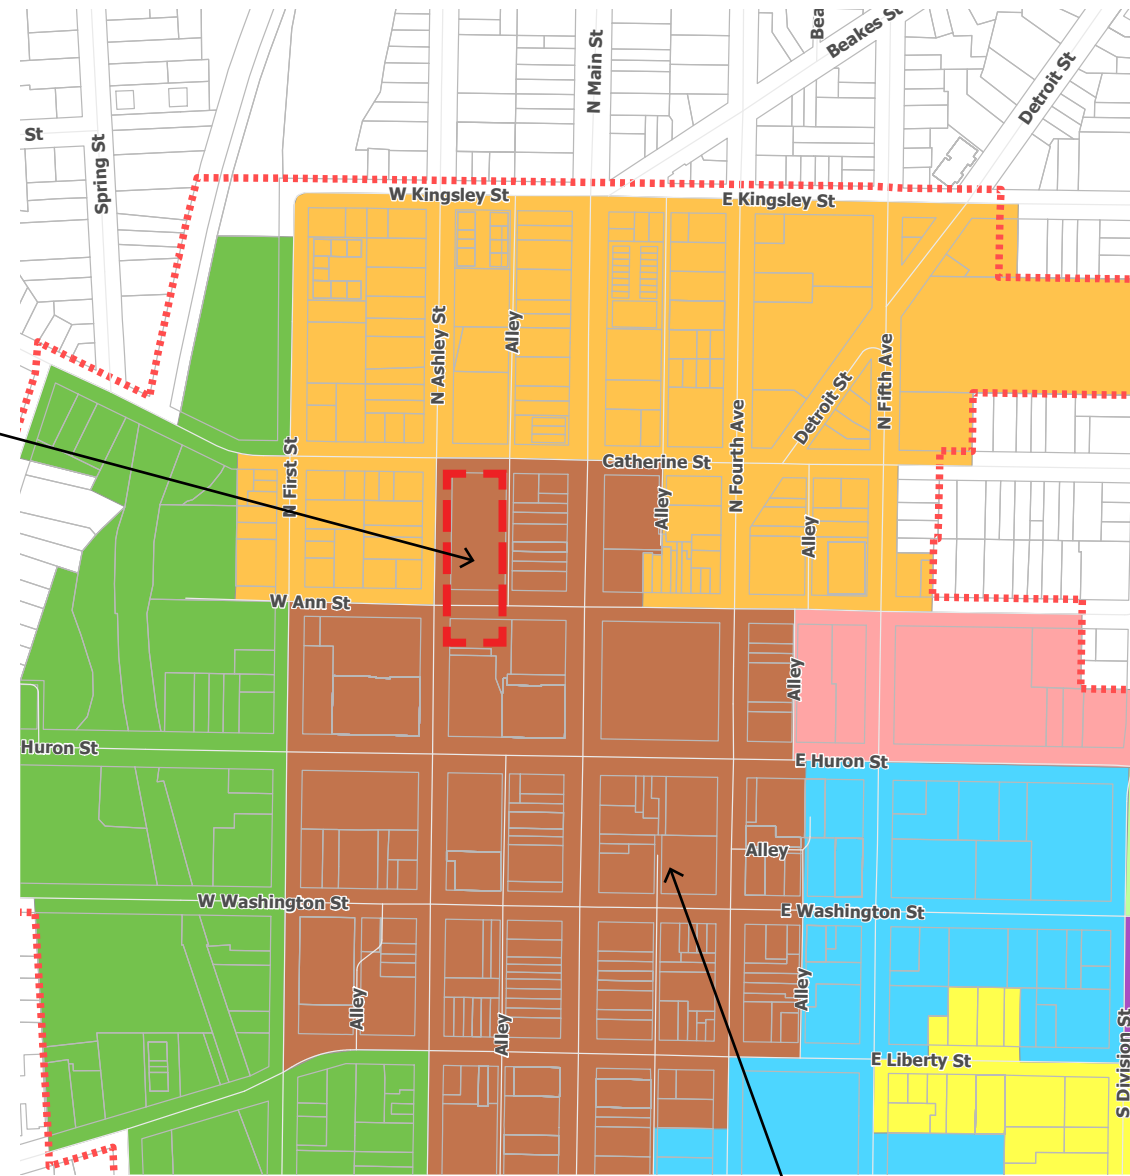 Bea
Beakes St
N Main St
Detroit St
St
Spring St
W Kingsley St
E Kingsley St
N Ashley St
Alley
N Fifth Ave
Detroit St
N Fourth Ave
N First St
Catherine St
Alley
Alley
W Ann St
Alley
Huron St
E Huron St
Alley
W Washington St
E Washington St
Alley
Alley
Alley
E Liberty St
S Division St